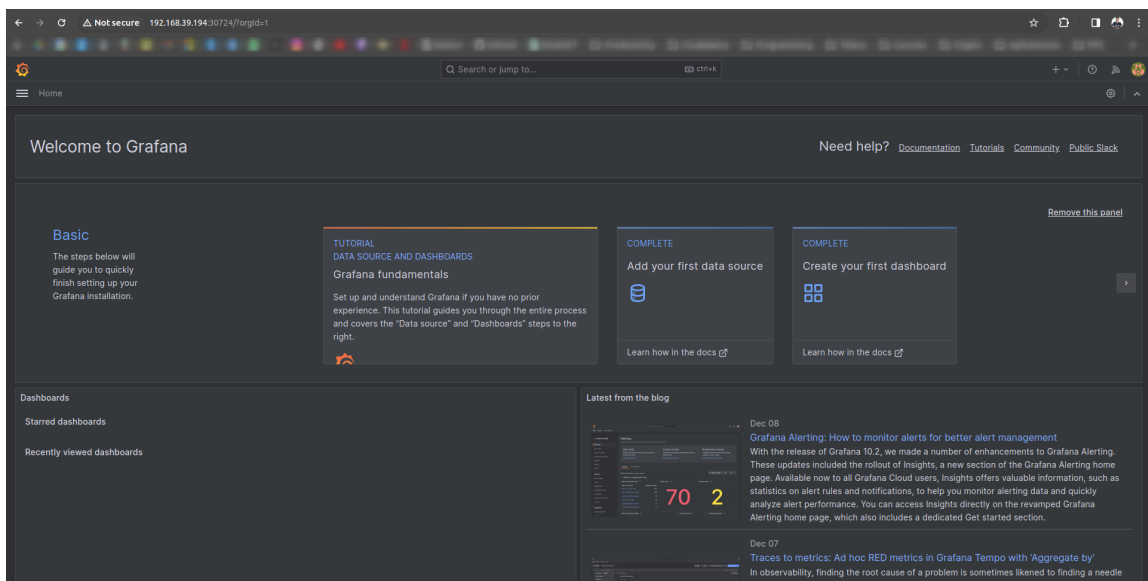 Not secure 192.168.39.194:30724/?orgId=1
Search or jump to... ctrl+k
Home
Welcome to Grafana
Need help? Documentation Tutorials Community Public Slack
Remove this panel
Basic
The steps below will
guide you to quickly
finish setting up your
Grafana installation.
TUTORIAL
DATA SOURCE AND DASHBOARDS
Grafana fundamentals
Set up and understand Grafana if you have no prior
experience. This tutorial guides you through the entire process
and covers the “Data source” and “Dashboards” steps to the
right.
COMPLETE
Add your first data source
Learn how in the docs
COMPLETE
Create your first dashboard
Learn how in the docs
Dashboards
Starred dashboards
Recently viewed dashboards
Latest from the blog
70 2
Dec 08
Grafana Alerting: How to monitor alerts for better alert management
With the release of Grafana 10.2, we made a number of enhancements to Grafana Alerting.
These updates included the rollout of Insights, a new section of the Grafana Alerting home
page. Available now to all Grafana Cloud users, Insights offers valuable information, such as
statistics on alert rules and notifications, to help you monitor alerting data and quickly
analyze alert performance. You can access Insights directly on the revamped Grafana
Alerting home page, which also includes a dedicated Get started section.
Dec 07
Traces to metrics: Ad hoc RED metrics in Grafana Tempo with 'Aggregate by'
In observability, finding the root cause of a problem is sometimes likened to finding a needle